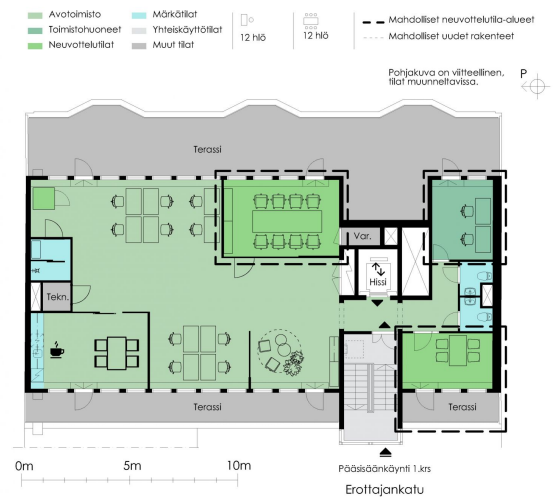 Avotoimisto
Toimistohuoneet
Neuvottelutilat
Märkätilat
Yhteiskäyttötilat
Muut tilat
12 hlö
12 hlö
Mahdolliset neuvottelutila-alueet
Mahdolliset uudet rakenteet
Pohjakuva on viitteellinen,
tilat muunneltavissa.
P
Terassi
Var.
Hissi
Tekn.
Terassi
Terassi
0m
5m
10m
Pääsisäänkäynti 1.krs
Erottajankatu